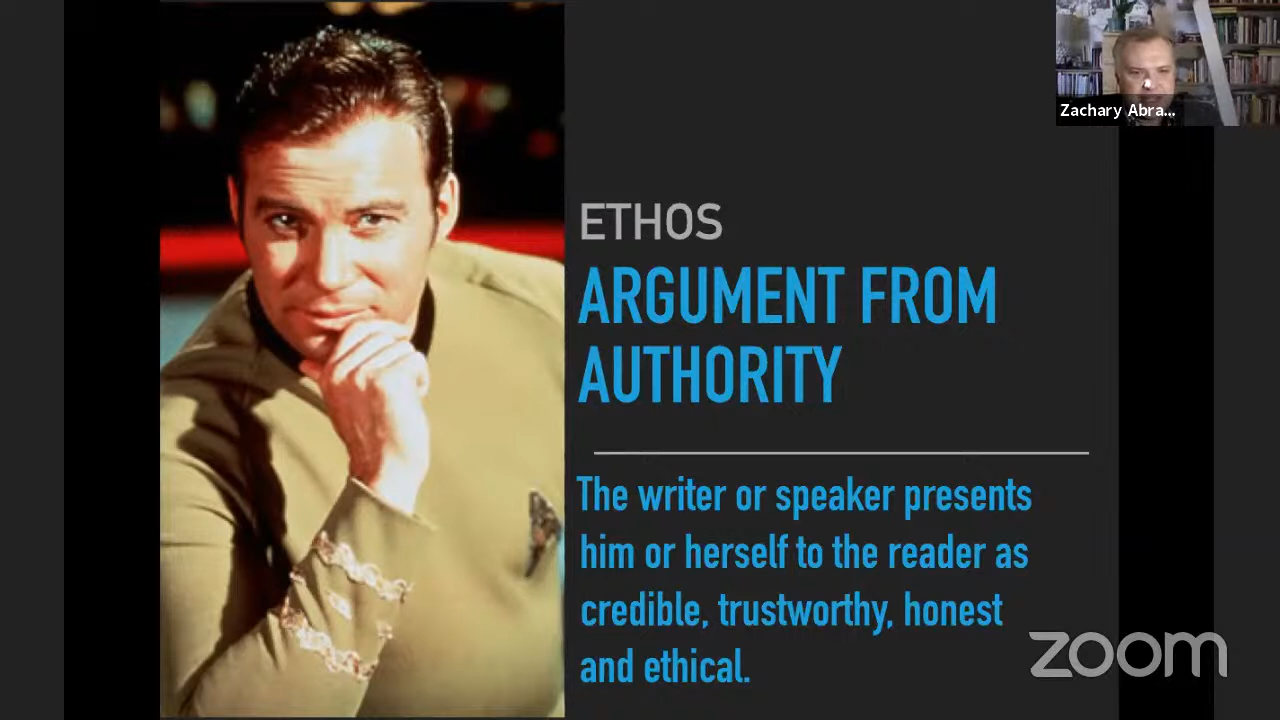 Zachary Abra...
ETHOS
ARGUMENT FROM
AUTHORITY
The writer or speaker presents
him or herself to the reader as
credible, trustworthy, honest
and ethical.
zoom